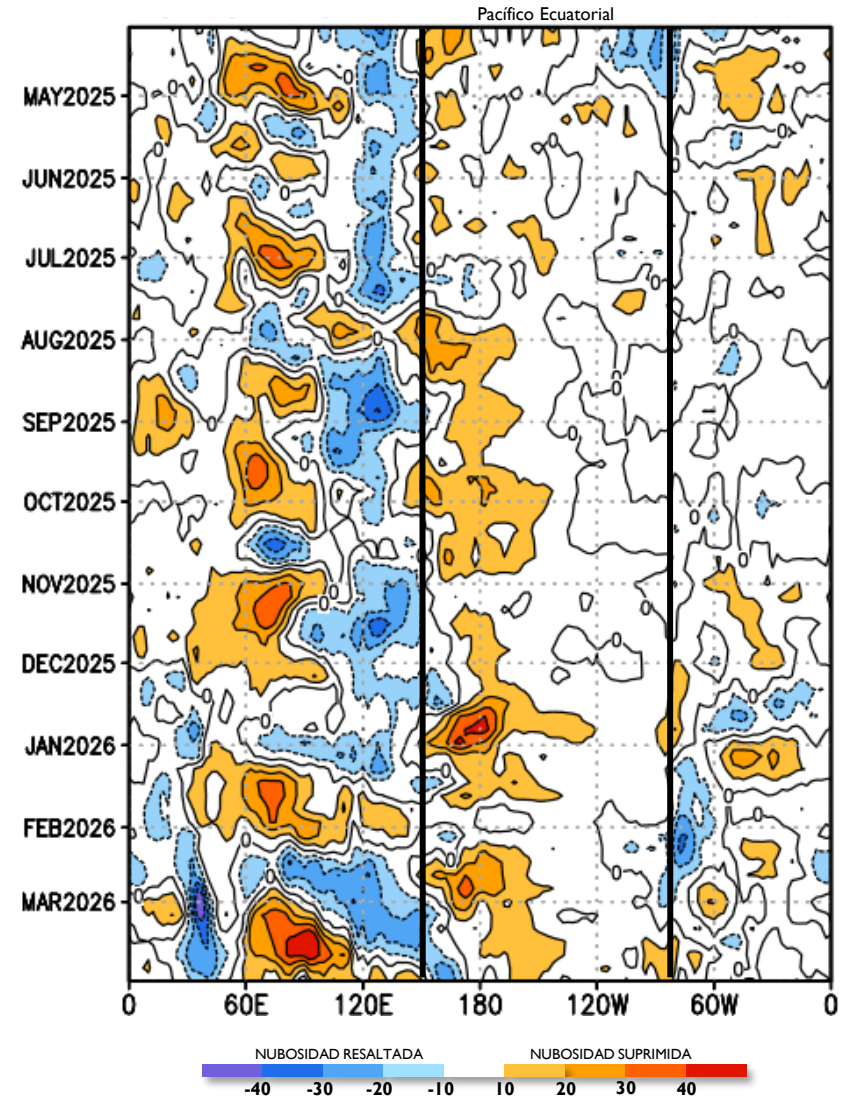 Pacífico Ecuatorial
MAY2025
JUN2025
JUL2025
AUG2025
SEP2025
OCT2025
NOV2025
DEC2025
JAN2026
FEB2026
MAR2026
0 60E 120E 180 120W 60W 0
NUBOSIDAD RESALTADA NUBOSIDAD SUPRIMIDA
-40 -30 -20 -10 10 20 30 40